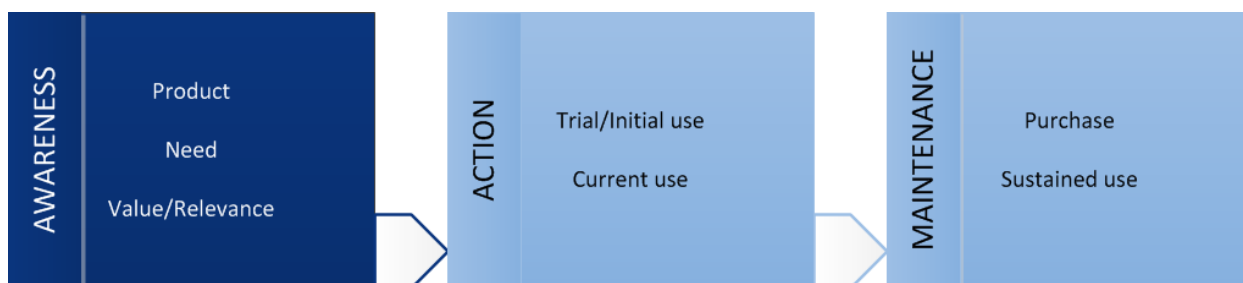 AWARENESS
Product
Need
Value/Relevance
ACTION
Trial/Initial use
Current use
MAINTENANCE
Purchase
Sustained use